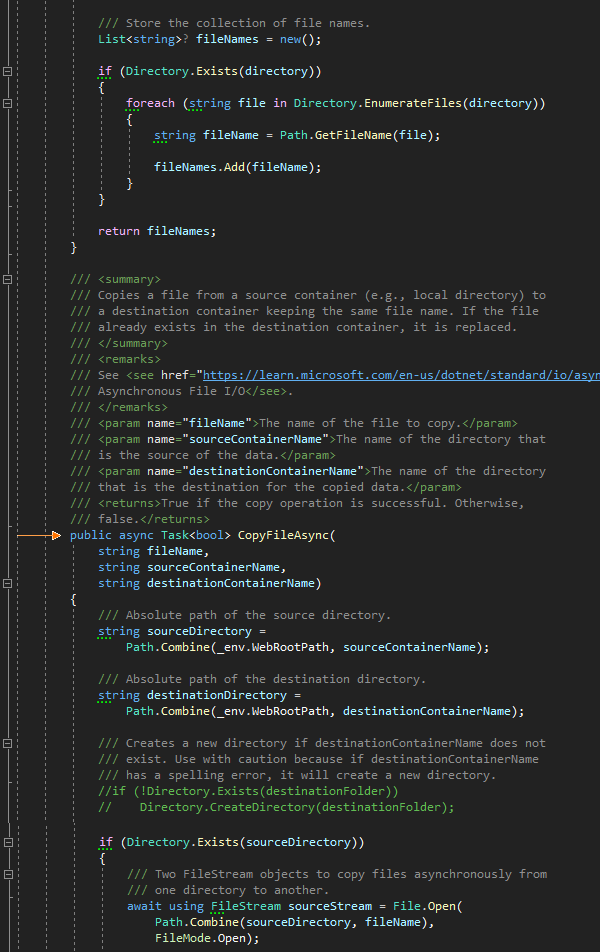 /// Store the collection of file names.
List<string>? fileNames = new();
if (Directory.Exists(directory))
{
foreach (string file in Directory.EnumerateFiles(directory))
{
string fileName = Path.GetFileName(file);
fileNames.Add(fileName);
}
}
return fileNames;
}
/// <summary>
/// Copies a file from a source container (e.g., local directory) to
/// a destination container keeping the same file name. If the file
/// already exists in the destination container, it is replaced.
/// </summary>
/// <remarks>
/// See <see href="https://learn.microsoft.com/en-us/dotnet/standard/io/asyn
/// Asynchronous File I/O</see>.
/// </remarks>
/// <param name="fileName">The name of the file to copy.</param>
/// <param name="sourceContainerName">The name of the directory that
/// is the source of the data.</param>
/// <param name="destinationContainerName">The name of the directory
/// that is the destination for the copied data.</param>
/// <returns>True if the copy operation is successful. Otherwise,
/// false.</returns>
public async Task<bool> CopyFileAsync(
string fileName,
string sourceContainerName,
string destinationContainerName)
{
/// Absolute path of the source directory.
string sourceDirectory =
Path.Combine(_env.WebRootPath, sourceContainerName);
/// Absolute path of the destination directory.
string destinationDirectory =
Path.Combine(_env.WebRootPath, destinationContainerName);
/// Creates a new directory if destinationContainerName does not
/// exist. Use with caution because if destinationContainerName
/// has a spelling error, it will create a new directory.
//if (!Directory.Exists(destinationFolder))
//    Directory.CreateDirectory(destinationFolder);
if (Directory.Exists(sourceDirectory))
{
/// Two FileStream objects to copy files asynchronously from
/// one directory to another.
await using FileStream sourceStream = File.Open(
Path.Combine(sourceDirectory, fileName),
FileMode.Open);